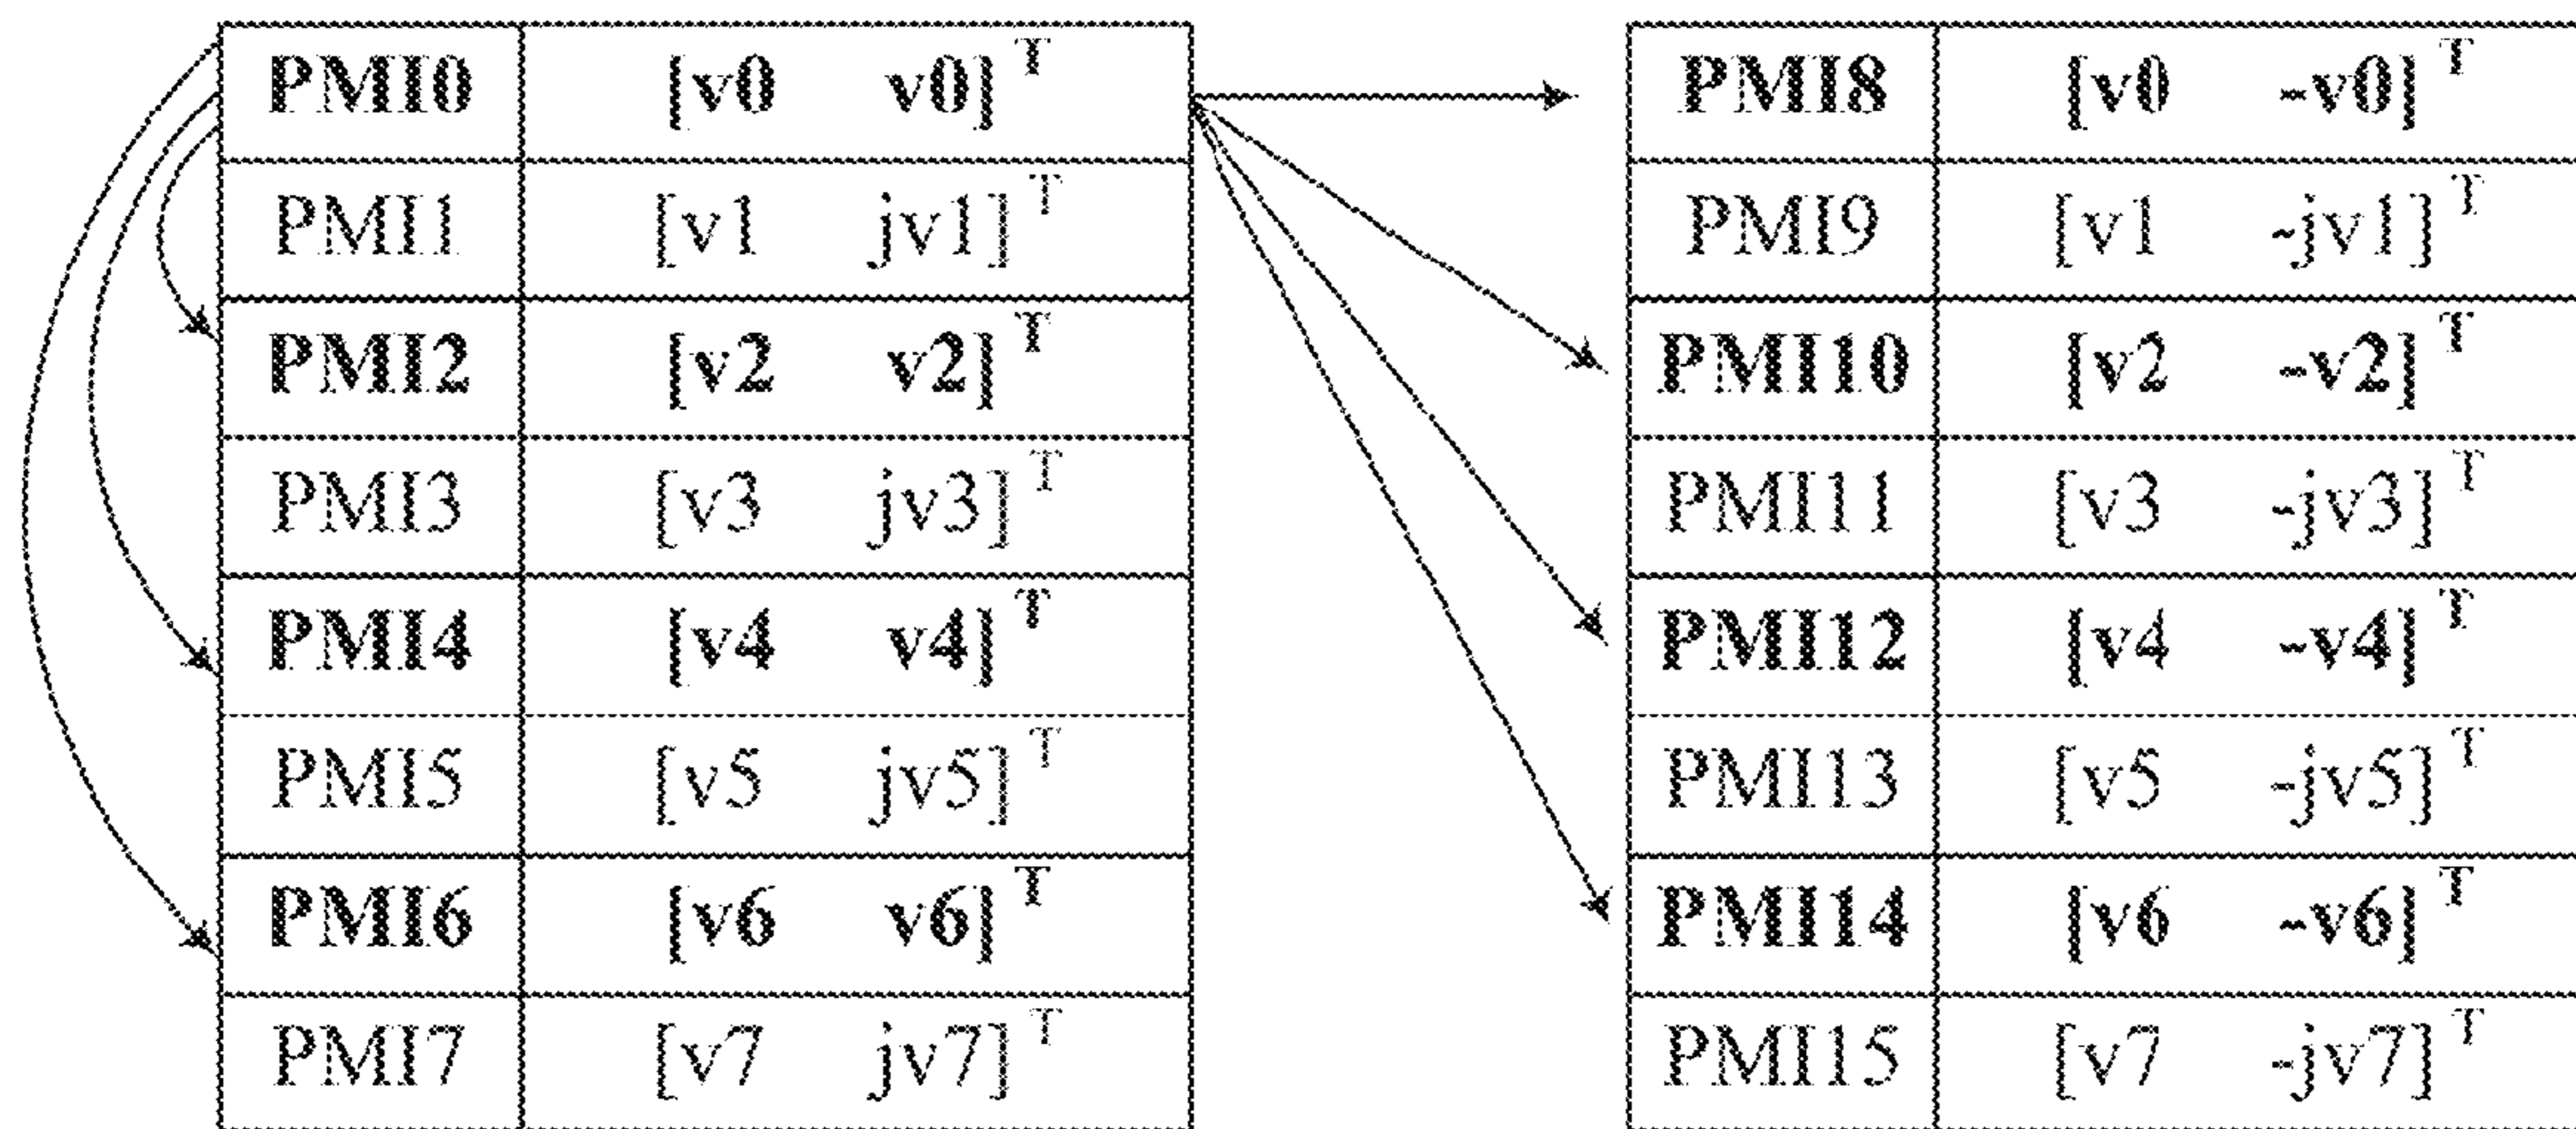 PMI0 [v0 v0]^T
PMI1 [v1 jv1]^T
PMI2 [v2 v2]^T
PMI3 [v3 jv3]^T
PMI4 [v4 v4]^T
PMI5 [v5 jv5]^T
PMI6 [v6 v6]^T
PMI7 [v7 jv7]^T
PMI8 [v0 -v0]^T
PMI9 [v1 -jv1]^T
PMI10 [v2 -v2]^T
PMI11 [v3 -jv3]^T
PMI12 [v4 -v4]^T
PMI13 [v5 -jv5]^T
PMI14 [v6 -v6]^T
PMI15 [v7 -jv7]^T